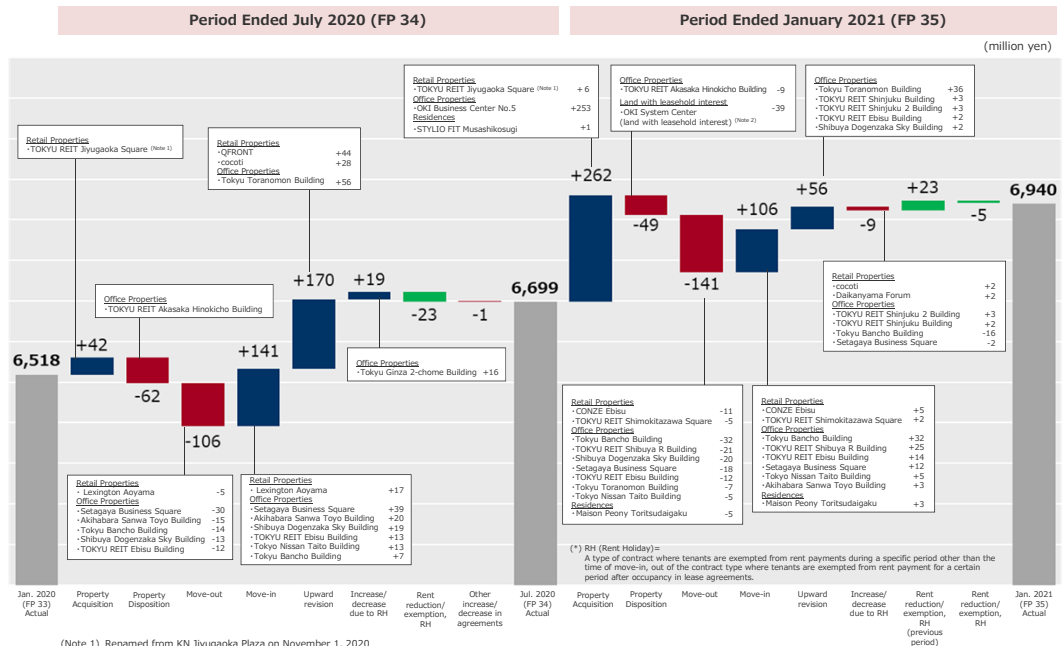 Period Ended July 2020 (FP 34)
Period Ended January 2021 (FP 35)
(million yen)
Retail Properties
・TOKYU REIT Jiyugaoka Square (Note 1)
Retail Properties
・QFRONT +44
・cocoti +28
Office Properties
・Tokyu Toranomon Building +56
Retail Properties
・TOKYU REIT Jiyugaoka Square (Note 1) +6
Office Properties
・OKI Business Center No.5 +253
Residences
・STYLIO FIT Musashikosugi +1
Office Properties
・TOKYU REIT Akasaka Hinokicho Building -9
Land with leasehold interest
・OKI System Center -39
(land with leasehold interest) (Note 2)
Office Properties
・Tokyu Toranomon Building +36
・TOKYU REIT Shinjuku Building +3
・TOKYU REIT Shinjuku 2 Building +3
・TOKYU REIT Ebisu Building +2
・Shibuya Dogenzaka Sky Building +2
Office Properties
・TOKYU REIT Akasaka Hinokicho Building
Office Properties
・Tokyu Ginza 2-chome Building +16
Retail Properties
・cocoti +2
・Daikanyama Forum +2
Office Properties
・TOKYU REIT Shinjuku 2 Building +3
・TOKYU REIT Shinjuku Building +2
・Tokyu Bancho Building -16
・Setagaya Business Square -2
6,518
+42
-62
-106
+141
+170
+19
-23
-1
6,699
+262
-49
-141
+106
+56
-9
+23
-5
6,940
Retail Properties
・Lexington Aoyama -5
Office Properties
・Setagaya Business Square -30
・Akihabara Sanwa Toyo Building -15
・Tokyu Bancho Building -14
・Shibuya Dogenzaka Sky Building -13
・TOKYU REIT Ebisu Building -12
Retail Properties
・Lexington Aoyama +17
Office Properties
・Setagaya Business Square +39
・Akihabara Sanwa Toyo Building +20
・Shibuya Dogenzaka Sky Building +19
・TOKYU REIT Ebisu Building +13
・Tokyo Nissan Taito Building +13
・Tokyu Bancho Building +7
Retail Properties
・CONZE Ebisu -11
・TOKYU REIT Shimokitazawa Square -5
Office Properties
・Tokyu Bancho Building -32
・TOKYU REIT Shibuya R Building -21
・Shibuya Dogenzaka Sky Building -20
・Setagaya Business Square -18
・TOKYU REIT Ebisu Building -12
・Tokyu Toranomon Building -7
・Tokyo Nissan Taito Building -5
Residences
・Maison Peony Toritsudaigaku -5
Retail Properties
・CONZE Ebisu +5
・TOKYU REIT Shimokitazawa Square +2
Office Properties
・Tokyu Bancho Building +32
・TOKYU REIT Shibuya R Building +25
・TOKYU REIT Ebisu Building +14
・Setagaya Business Square +12
・Tokyo Nissan Taito Building +5
・Akihabara Sanwa Toyo Building +3
Residences
・Maison Peony Toritsudaigaku +3
(*) RH (Rent Holiday)=
A type of contract where tenants are exempted from rent payments during a specific period other than the
time of move-in, out of the contract type where tenants are exempted from rent payment for a certain
period after occupancy in lease agreements.
Jan. 2020
(FP 33)
Actual
Property
Acquisition
Property
Disposition
Move-out
Move-in
Upward
revision
Increase/
decrease
due to RH
Rent
reduction/
exemption,
RH
Other
increase/
decrease in
agreements
Jul. 2020
(FP 34)
Actual
Property
Acquisition
Property
Disposition
Move-out
Move-in
Upward
revision
Increase/
decrease
due to RH
Rent
reduction/
exemption,
RH
(previous
period)
Rent
reduction/
exemption,
RH
Jan. 2021
(FP 35)
Actual
(Note 1) Renamed from KN Jiyugaoka Plaza on November 1, 2020